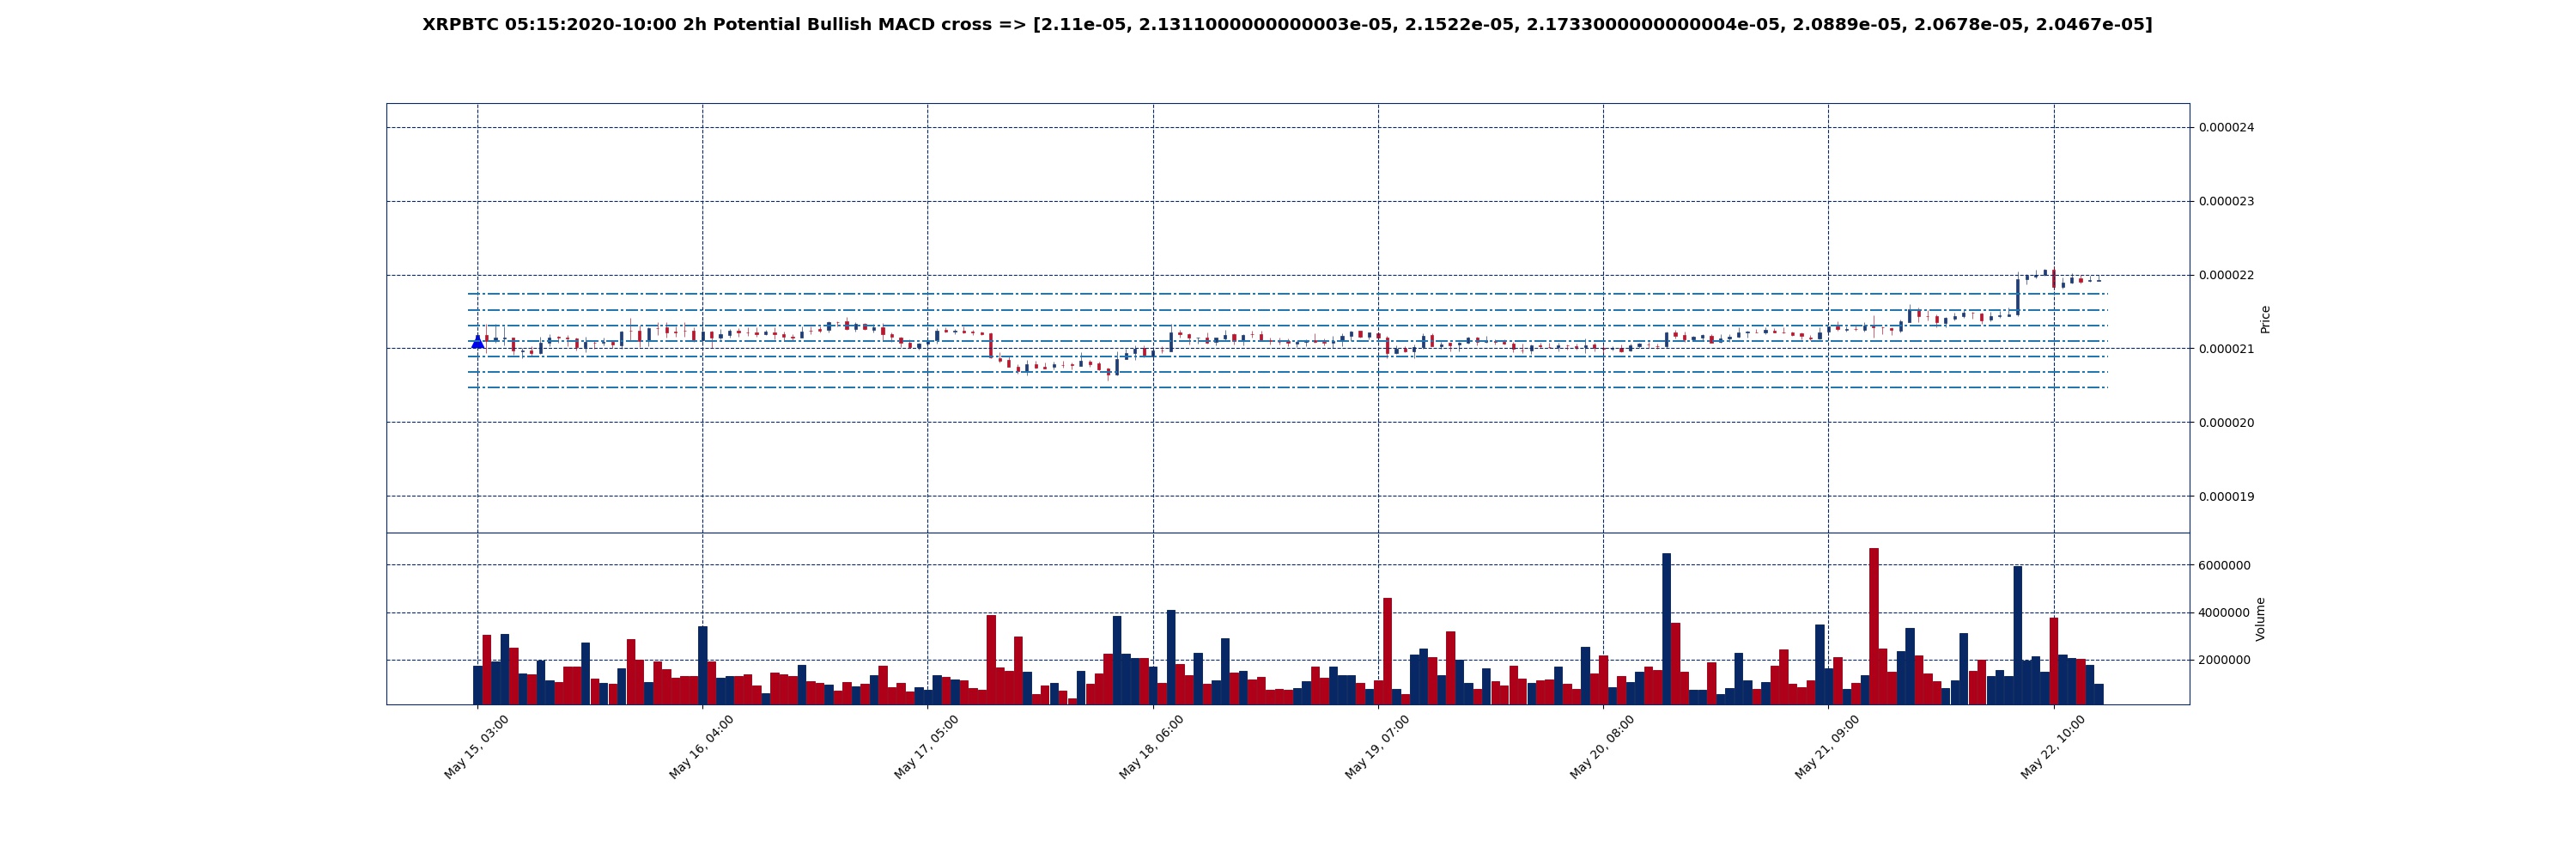 XRPBTC 05:15:2020-10:00 2h Potential Bullish MACD cross => [2.11e-05, 2.1311000000000003e-05, 2.1522e-05, 2.1733000000000004e-05, 2.0889e-05, 2.0678e-05, 2.0467e-05]
0.000024
0.000023
0.000022
0.000021
0.000020
0.000019
Price
6000000
4000000
2000000
Volume
May 15, 03:00
May 16, 04:00
May 17, 05:00
May 18, 06:00
May 19, 07:00
May 20, 08:00
May 21, 09:00
May 22, 10:00